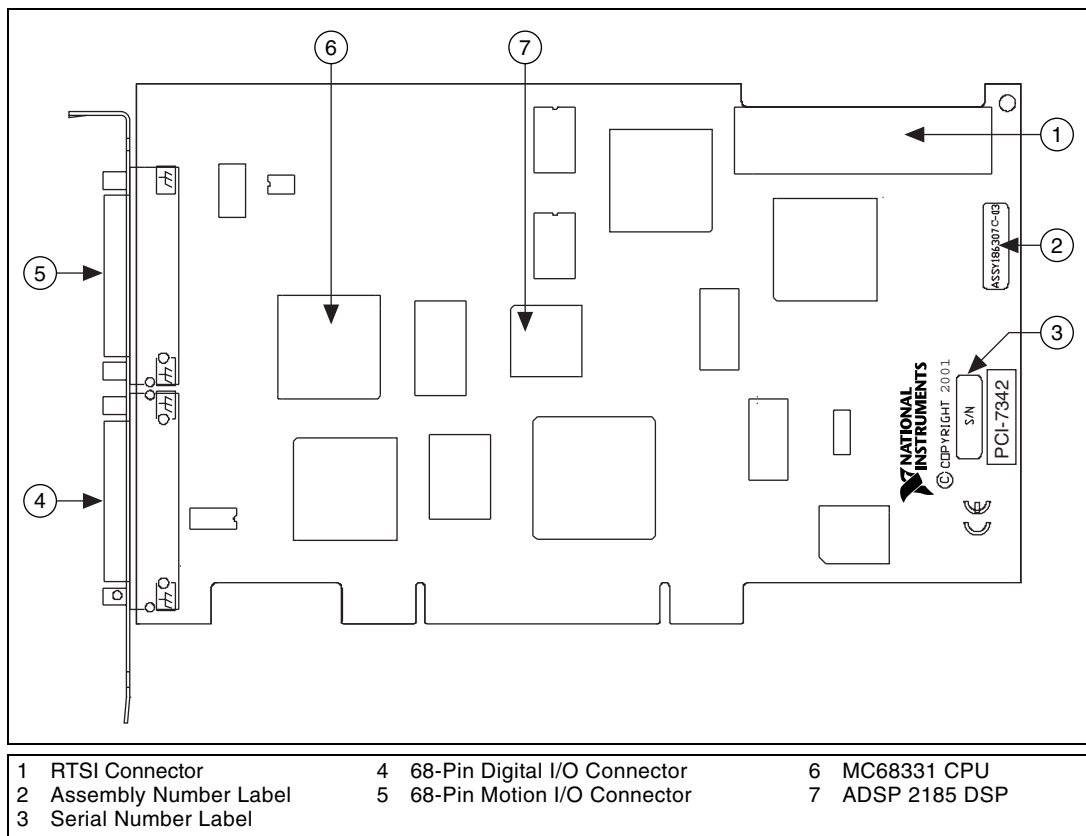 6 7
1
ASSY186307C-03
2
5
3
NATIONAL
INSTRUMENTS
© COPYRIGHT 2001
S/N
PCI-7342
4
CE
1 RTSI Connector
2 Assembly Number Label
3 Serial Number Label
4 68-Pin Digital I/O Connector
5 68-Pin Motion I/O Connector
6 MC68331 CPU
7 ADSP 2185 DSP